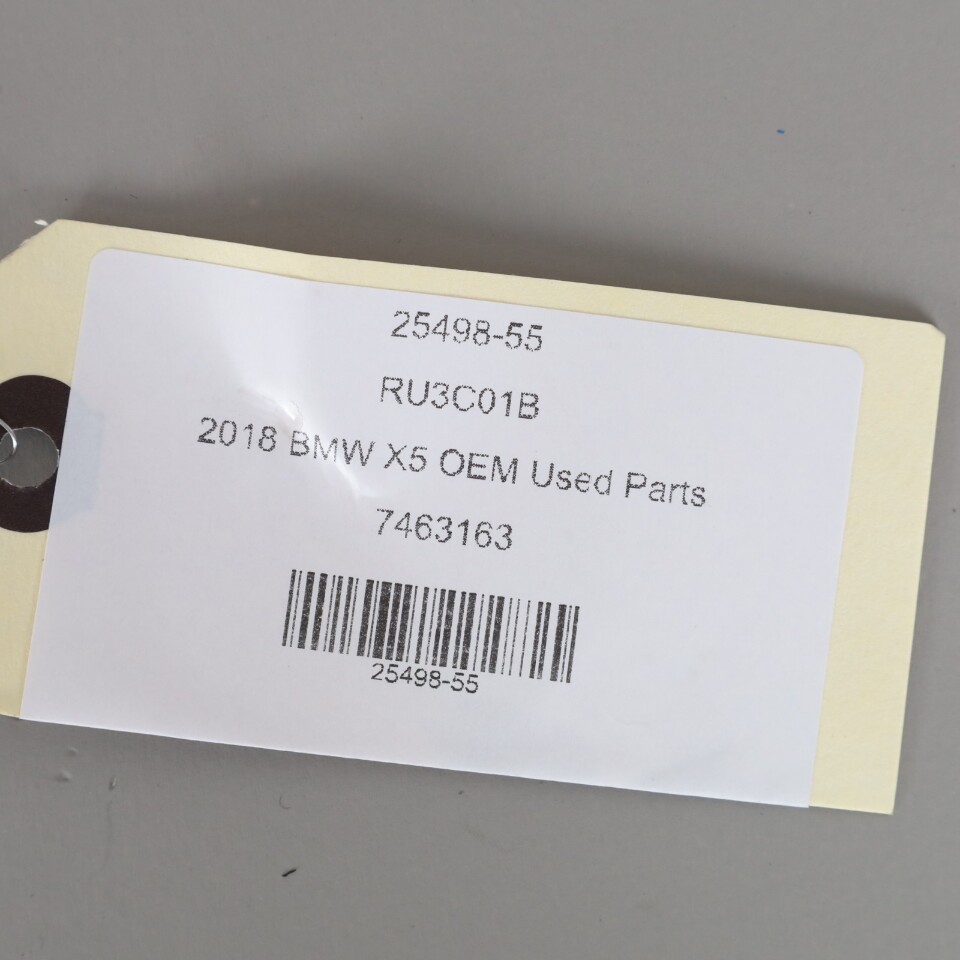 25498-55
RU3C01B
2018 BMW X5 OEM Used Parts
7463163
25498-55